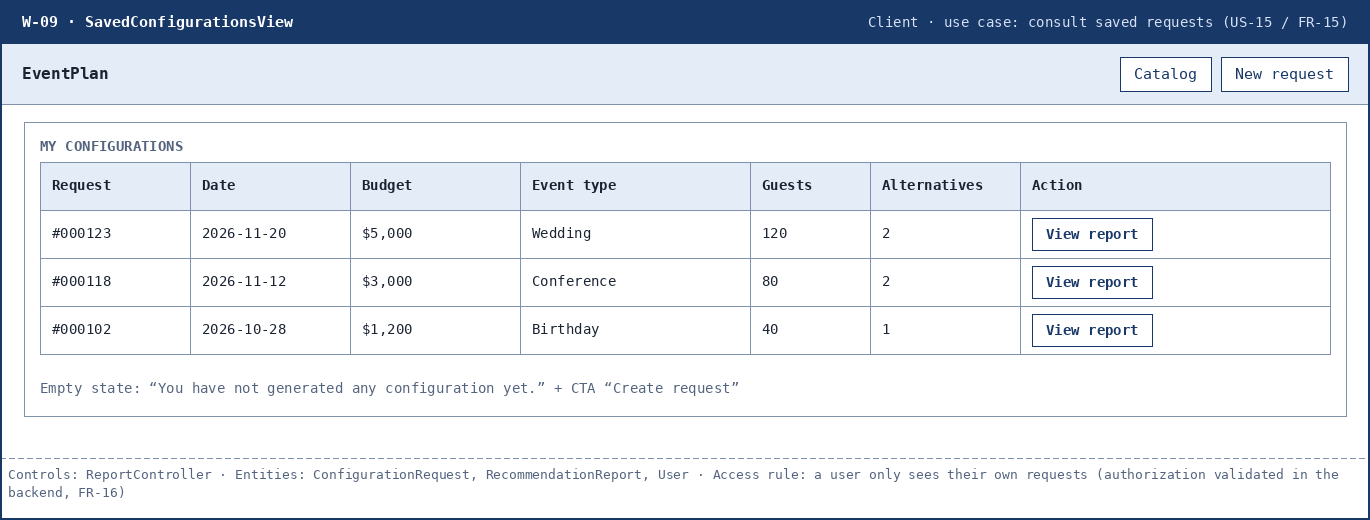 W-09 · SavedConfigurationsView
Client · use case: consult saved requests (US-15 / FR-15)
EventPlan
Catalog
New request
MY CONFIGURATIONS
Request Date Budget Event type Guests Alternatives Action
#000123 2026-11-20 $5,000 Wedding 120 2 View report
#000118 2026-11-12 $3,000 Conference 80 2 View report
#000102 2026-10-28 $1,200 Birthday 40 1 View report
Empty state: “You have not generated any configuration yet.” + CTA “Create request”
Controls: ReportController · Entities: ConfigurationRequest, RecommendationReport, User · Access rule: a user only sees their own requests (authorization validated in the
backend, FR-16)